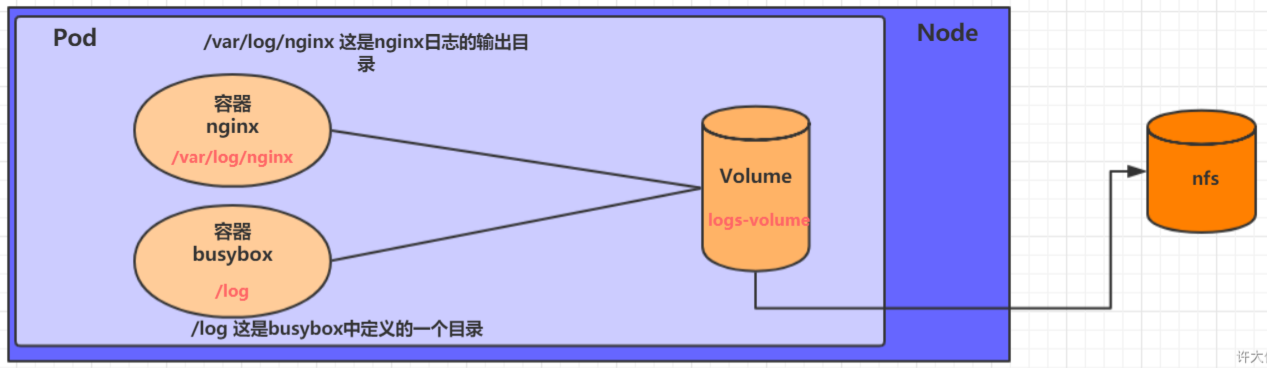 Pod
/var/log/nginx 这是nginx日志的输出目
录
Node
容器
nginx
/var/log/nginx
Volume
logs-volume
nfs
容器
busybox
/log
/log 这是busybox中定义的一个目录
许大